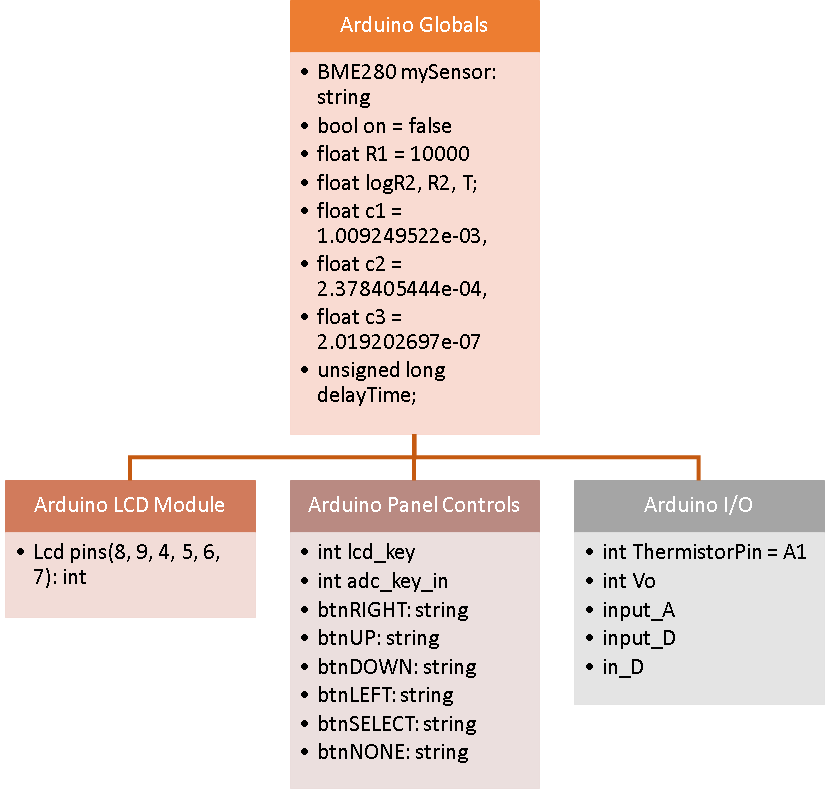 Arduino Globals
• BME280 mySensor:
string
• bool on = false
• float R1 = 10000
• float logR2, R2, T;
• float c1 =
1.009249522e-03,
• float c2 =
2.378405444e-04,
• float c3 =
2.019202697e-07
• unsigned long
delayTime;
Arduino LCD Module
• Lcd pins(8, 9, 4, 5, 6,
7): int
Arduino Panel Controls
• int lcd_key
• int adc_key_in
• btnRIGHT: string
• btnUP: string
• btnDOWN: string
• btnLEFT: string
• btnSELECT: string
• btnNONE: string
Arduino I/O
• int ThermistorPin = A1
• int Vo
• input_A
• input_D
• in_D